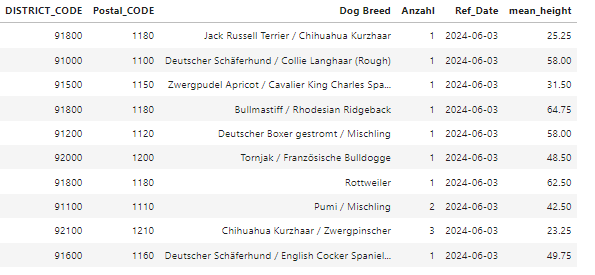 DISTRICT_CODE Postal_CODE Dog Breed Anzahl Ref_Date mean_height
91800 1180 Jack Russell Terrier / Chihuahua Kurzhaar 1 2024-06-03 25.25
91000 1100 Deutscher Schäferhund / Collie Langhaar (Rough) 1 2024-06-03 58.00
91500 1150 Zwergpudel Apricot / Cavalier King Charles Spa... 1 2024-06-03 31.50
91800 1180 Bullmastiff / Rhodesian Ridgeback 1 2024-06-03 64.75
91200 1120 Deutscher Boxer gestromt / Mischling 1 2024-06-03 58.00
92000 1200 Tornjak / Französische Bulldogge 1 2024-06-03 48.50
91800 1180 Rottweiler 1 2024-06-03 62.50
91100 1110 Pumi / Mischling 2 2024-06-03 42.50
92100 1210 Chihuahua Kurzhaar / Zwergpinscher 3 2024-06-03 23.25
91600 1160 Deutscher Schäferhund / English Cocker Spaniel... 1 2024-06-03 49.75